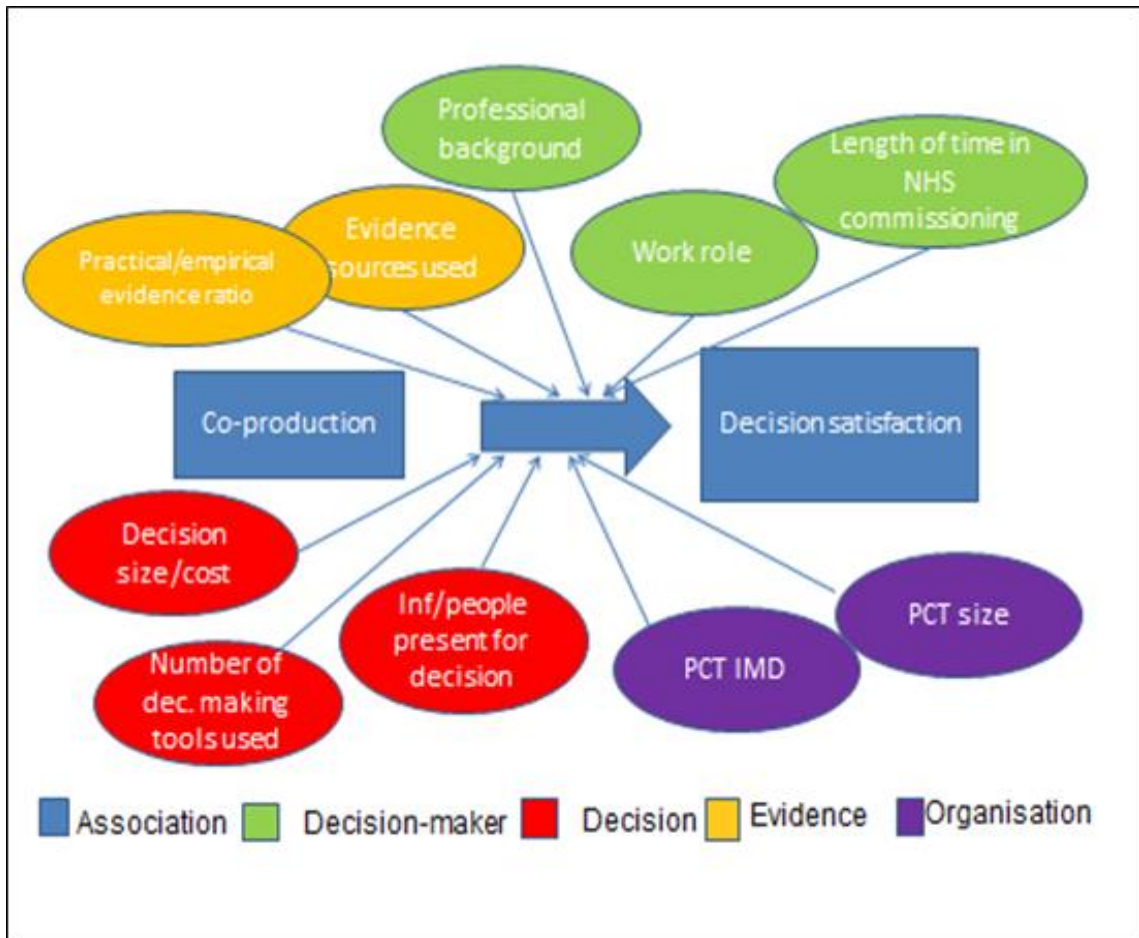 Professional
background
Length of time in
NHS
commissioning
Evidence
sources used
Work role
Practical/empirical
evidence ratio
Co-production
Decision satisfaction
Decision
size/cost
Inf/people
present for
decision
PCT size
PCT IMD
Number of
dec. making
tools used
Association
Decision-maker
Decision
Evidence
Organisation